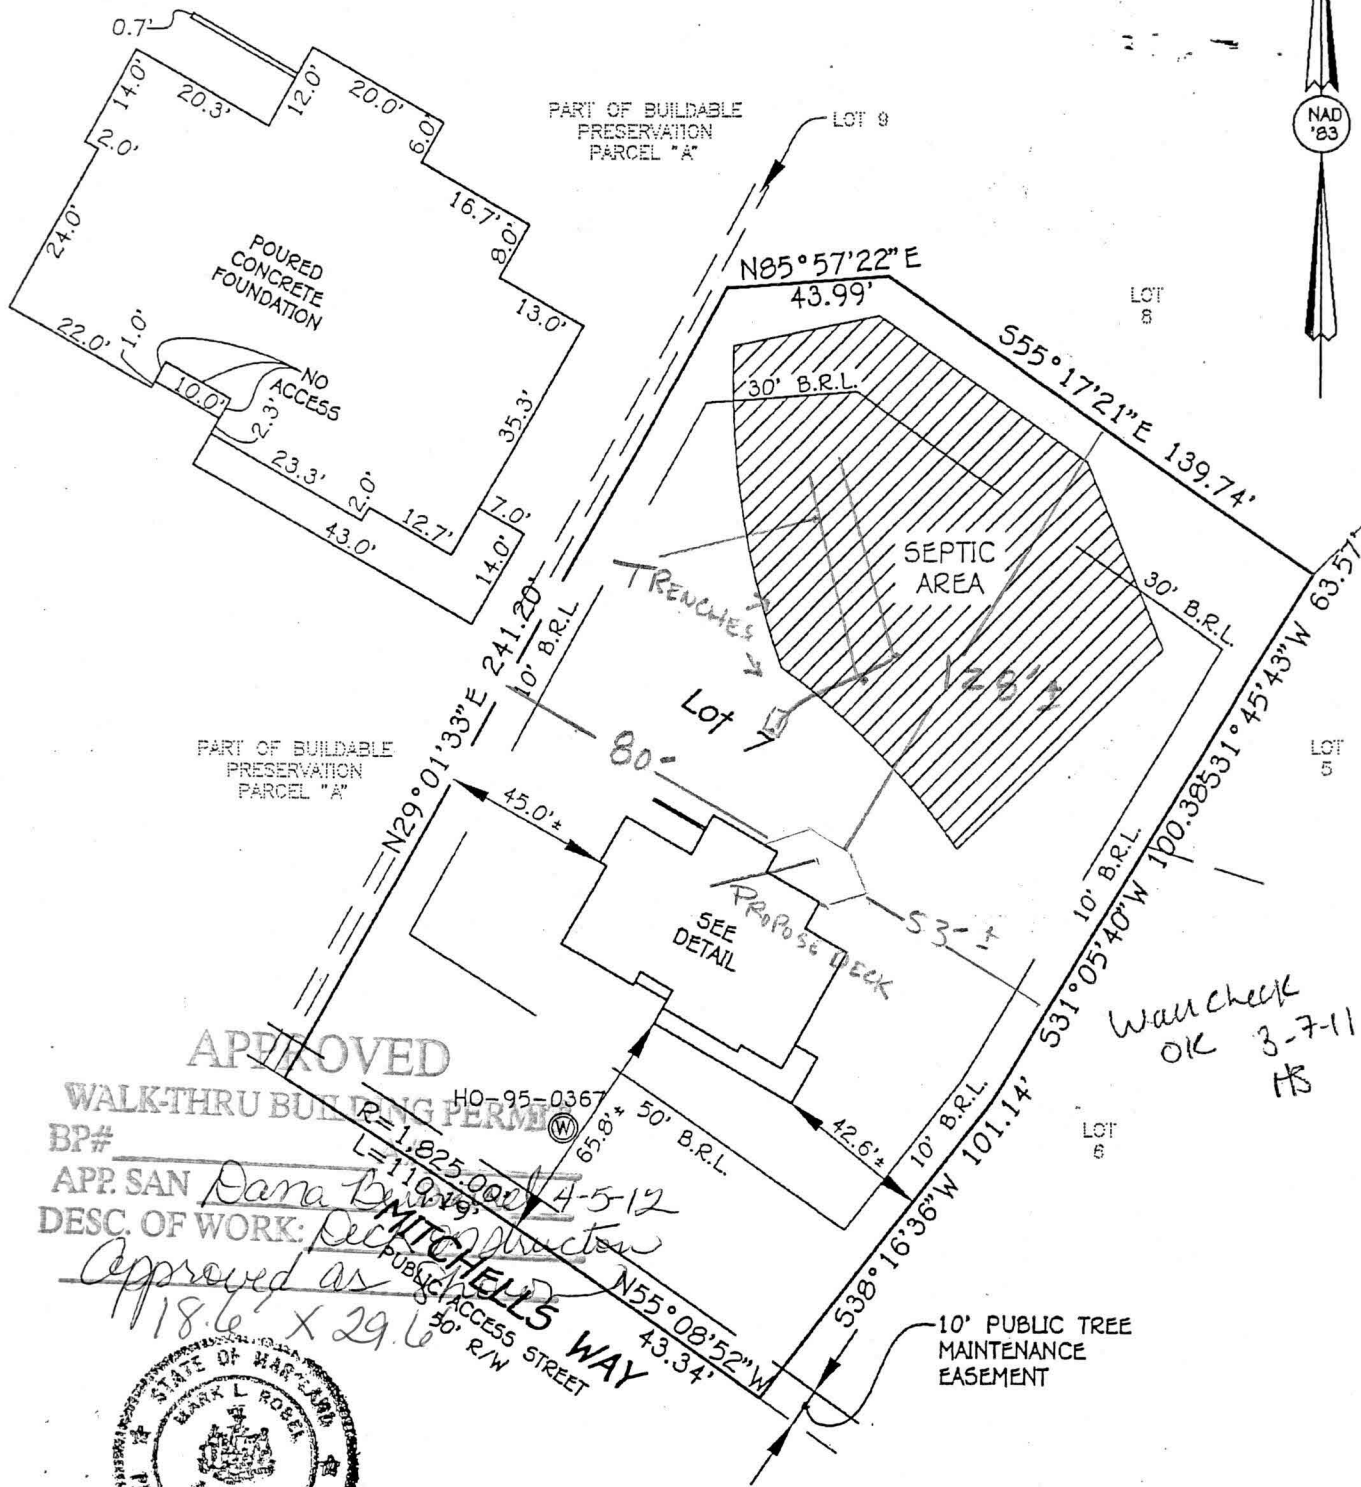 0.7'
14.0'
20.3'
12.0'
20.0'
6.0'
2.0'
16.7'
8.0'
24.0'
13.0'
POURED
CONCRETE
FOUNDATION
22.0'
1.0'
10.0'
NO
ACCESS
2.3'
35.3'
23.3'
2.0'
12.7'
7.0'
43.0'
14.0'
PART OF BUILDABLE
PRESERVATION
PARCEL "A"
LOT 9
NAD
'83
N85°57'22"E
43.99'
LOT
8
S55°17'21"E 139.74'
30' B.R.L.
SEPTIC
AREA
30' B.R.L.
63.57'
S31°45'43"W
TRENCHES
241.20'
10' B.R.L.
N29°01'33"E
Lot 7
128'±
80-
PART OF BUILDABLE
PRESERVATION
PARCEL "A"
LOT
5
45.0'±
100.38
S31°05'40"W
10' B.R.L.
PROPOSE DECK
53-±
SEE
DETAIL
Wall check
OK 3-7-11
HS
APPROVED
WALK-THRU BUILDING PERMIT
BP#
APP. SAN Dana 4-5-12
DESC. OF WORK: Deck construction
Approved as Shown
18.6 X 29.6
HO-95-0367
W
65.8'±
50' B.R.L.
42.6'±
10' B.R.L.
101.14'
S38°16'36"W
LOT
6
R=1,825.00'
L=110.19'
MITCHELLS WAY
PUBLIC ACCESS STREET
50' R/W
N55°08'52"W
43.34'
10' PUBLIC TREE
MAINTENANCE
EASEMENT
STATE OF MARYLAND
MARK L ROBEL